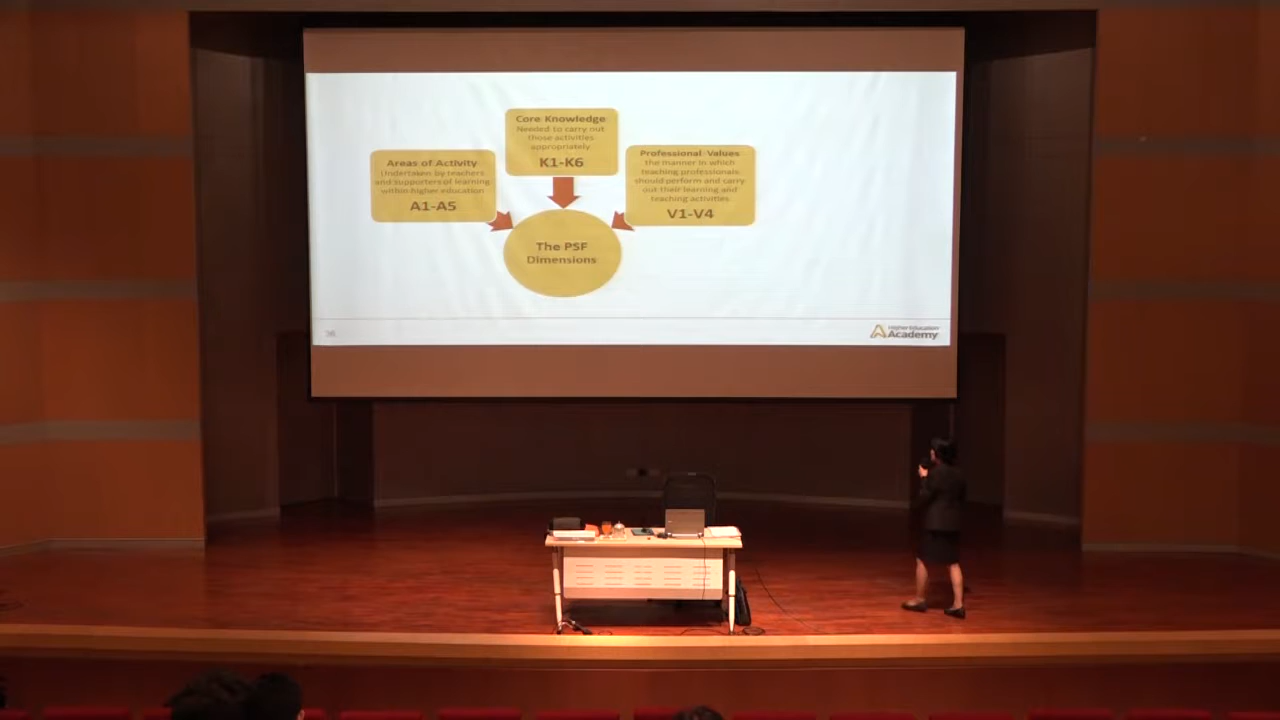 Core Knowledge
Needed to carry out
those activities
appropriately
K1-K6
Areas of Activity
Undertaken by teachers
and supporters of learning
within higher education
A1-A5
Professional Values
the manner in which
teaching professionals
should perform and carry
out their learning and
teaching activities
V1-V4
The PSF
Dimensions
Higher Education
Academy